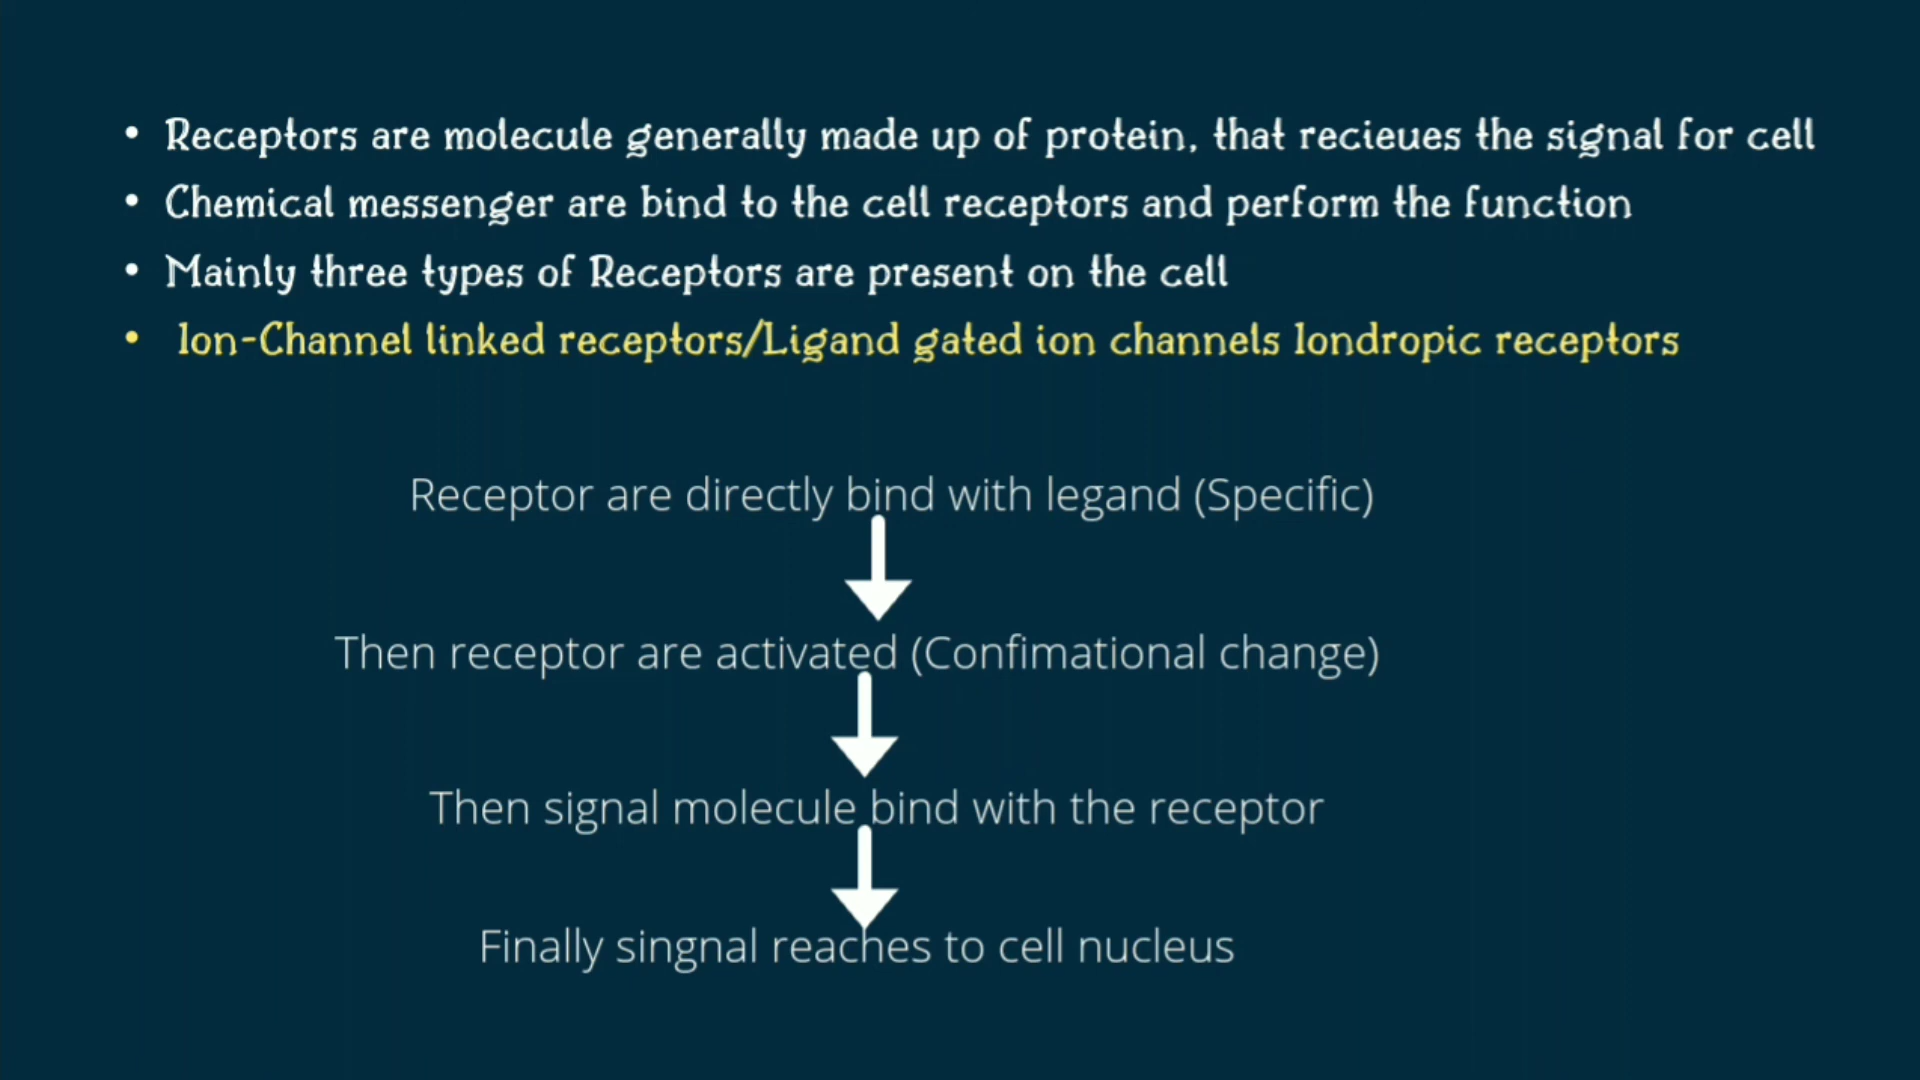 • Receptors are molecule generally made up of protein, that recieues the signal for cell
• Chemical messenger are bind to the cell receptors and perform the function
• Mainly three types of Receptors are present on the cell
• Ion-Channel linked receptors/Ligand gated ion channels Iondropic receptors
Receptor are directly bind with legand (Specific)
Then receptor are activated (Confimational change)
Then signal molecule bind with the receptor
Finally singnal reaches to cell nucleus